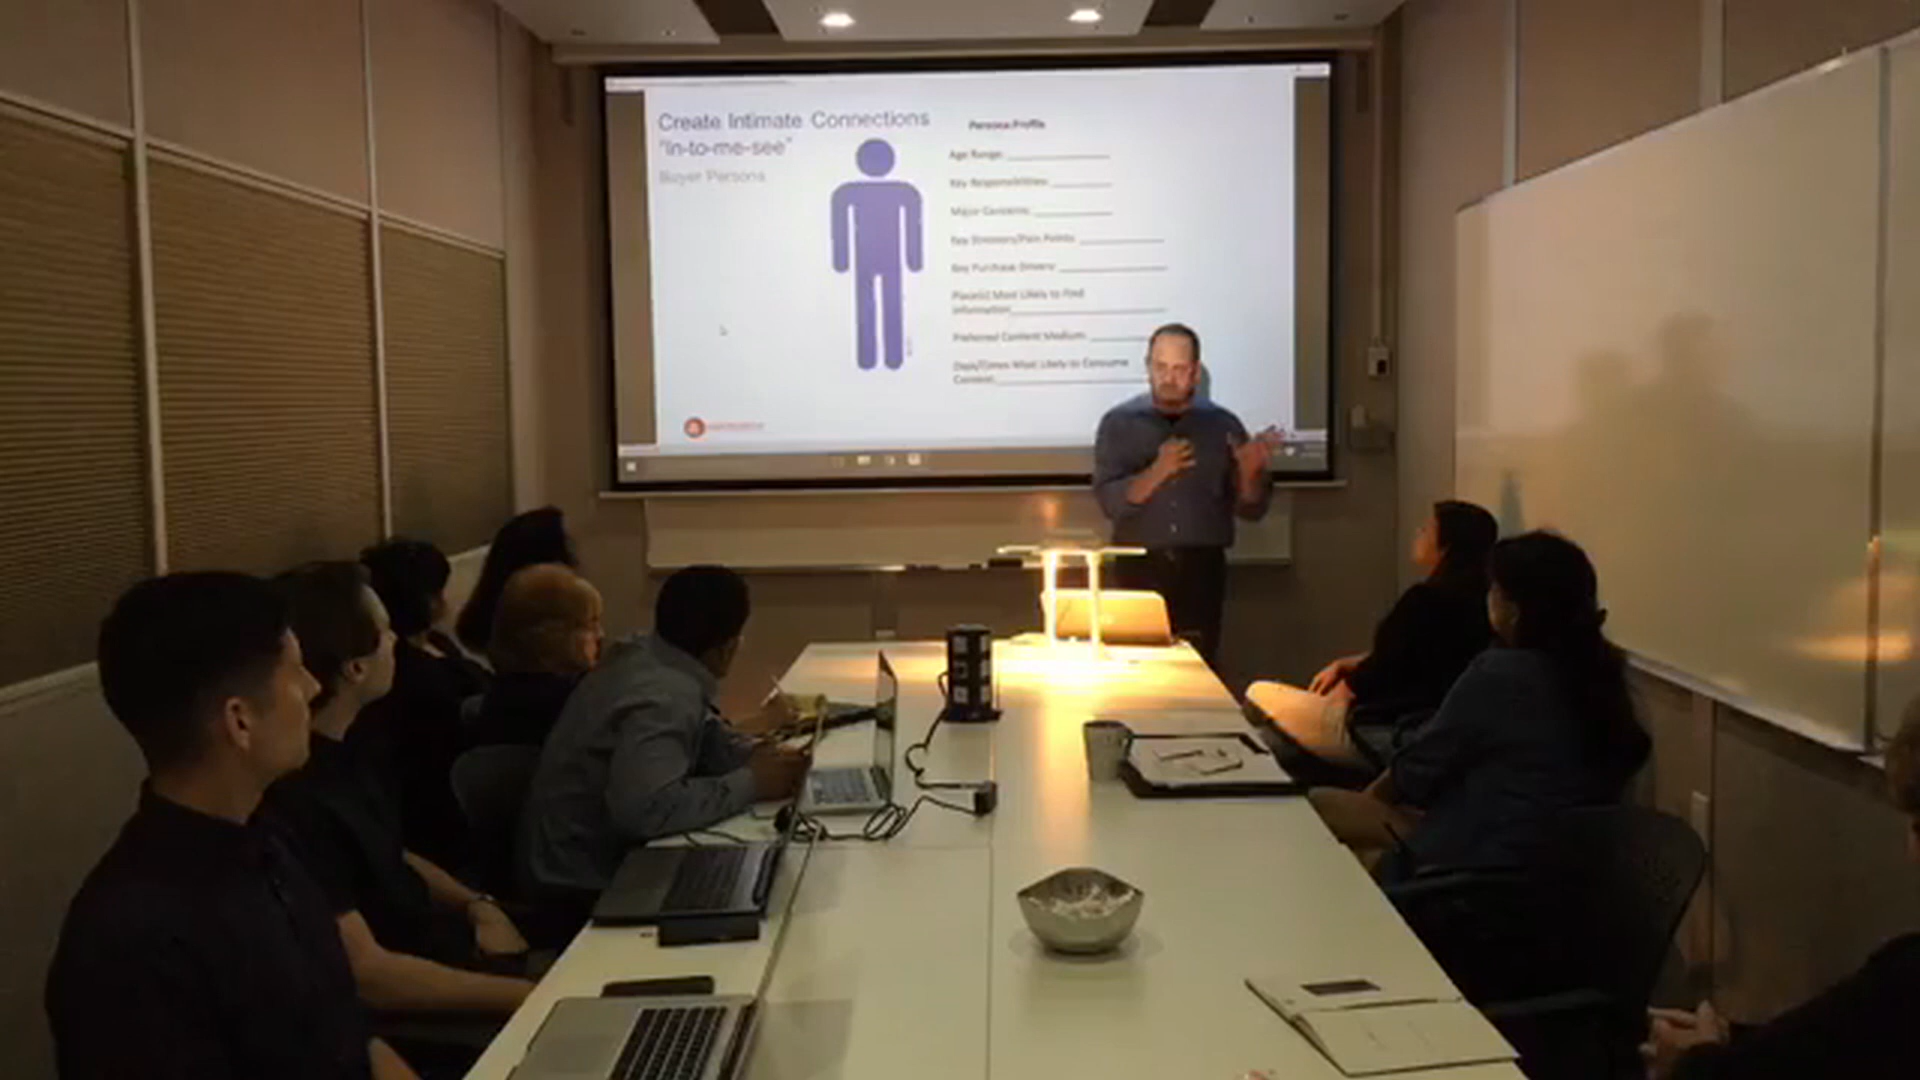 Create Intimate Connections
"In-to-me-see"
Buyer Persona
Persona Profile
Age Range:
Key Responsibilities:
Major Concerns:
Key Stressors/Pain Points:
Key Purchase Drivers:
Place(s) Most Likely to Find
Information
Preferred Content Medium:
Days/Times Most Likely to Consume
Content: